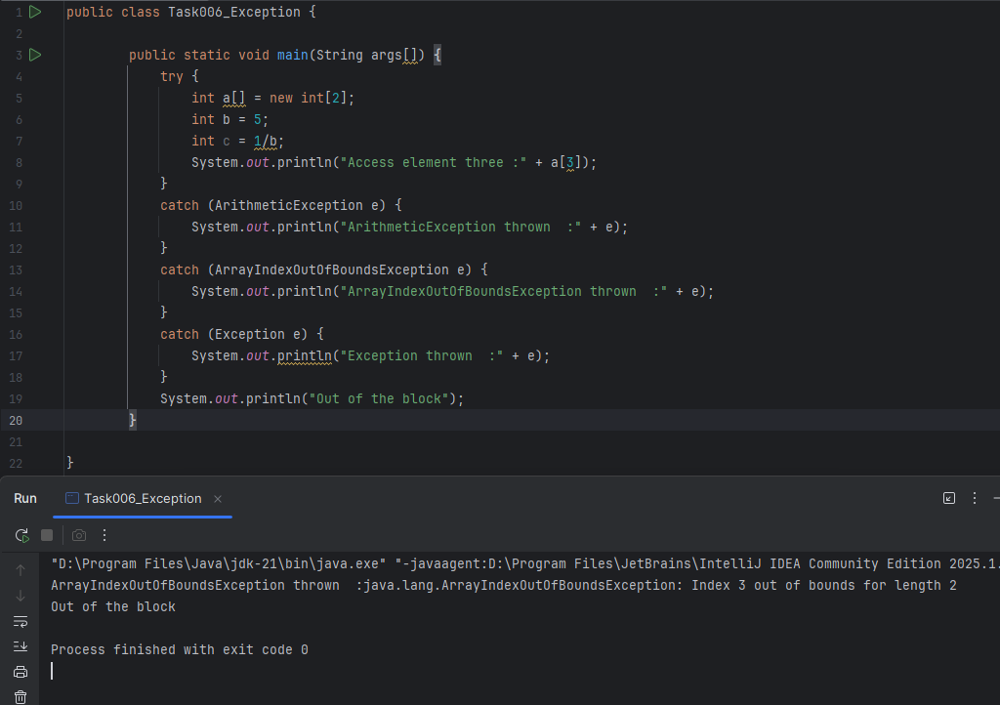 1 public class Task006_Exception {
2
3 public static void main(String args[]) {
4 try {
5 int a[] = new int[2];
6 int b = 5;
7 int c = 1/b;
8 System.out.println("Access element three :" + a[3]);
9 }
10 catch (ArithmeticException e) {
11 System.out.println("ArithmeticException thrown  :" + e);
12 }
13 catch (ArrayIndexOutOfBoundsException e) {
14 System.out.println("ArrayIndexOutOfBoundsException thrown  :" + e);
15 }
16 catch (Exception e) {
17 System.out.println("Exception thrown  :" + e);
18 }
19 System.out.println("Out of the block");
20 }
21
22 }
Run Task006_Exception
"D:\Program Files\Java\jdk-21\bin\java.exe" "-javaagent:D:\Program Files\JetBrains\IntelliJ IDEA Community Edition 2025.1.
ArrayIndexOutOfBoundsException thrown  :java.lang.ArrayIndexOutOfBoundsException: Index 3 out of bounds for length 2
Out of the block
Process finished with exit code 0